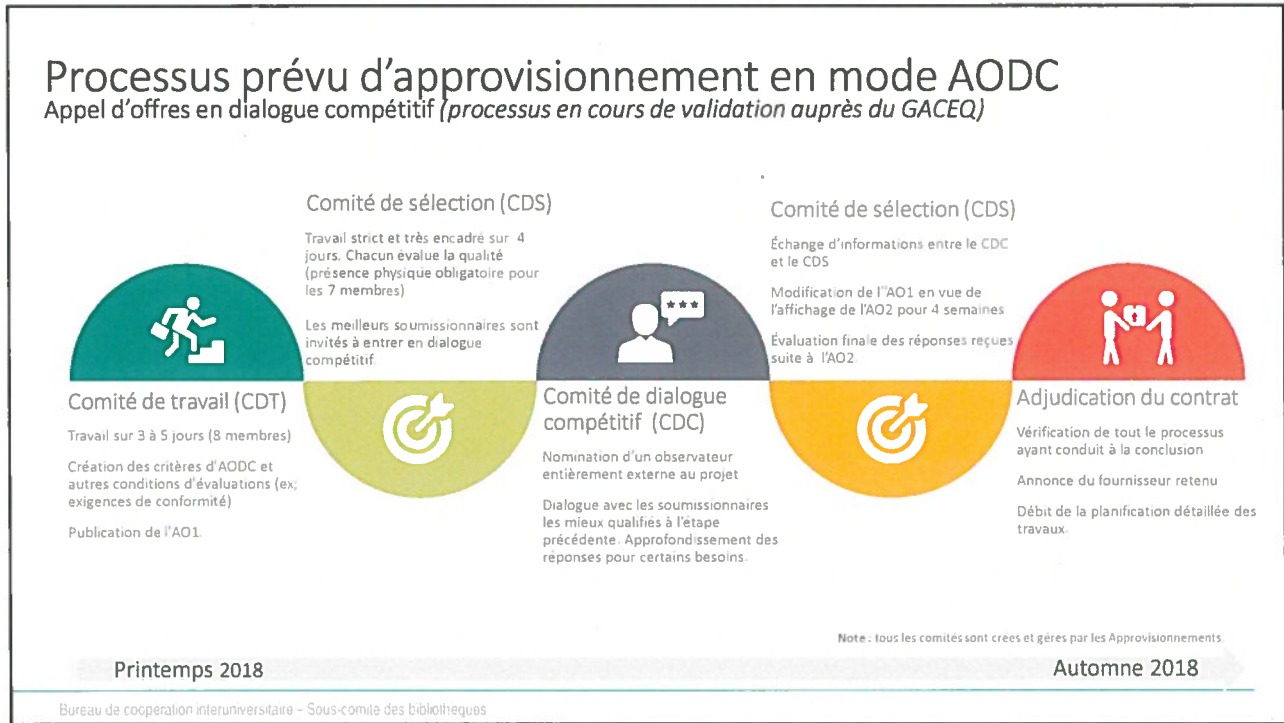 Processus prévu d'approvisionnement en mode AODC
Appel d'offres en dialogue compétitif (processus en cours de validation auprès du GACEQ)
Comité de travail (CDT)
Travail sur 3 à 5 jours (8 membres)
Création des critères d'AODC et
autres conditions d'évaluations (ex;
exigences de conformité)
Publication de l'AO1.
Comité de sélection (CDS)
Travail strict et très encadré sur 4
jours. Chacun évalue la qualité
(présence physique obligatoire pour
les 7 membres)
Les meilleurs soumissionnaires sont
invités à entrer en dialogue
compétitif.
Comité de dialogue
compétitif (CDC)
Nomination d'un observateur
entièrement externe au projet
Dialogue avec les soumissionnaires
les mieux qualifiés à l'étape
précédente. Approfondissement des
réponses pour certains besoins.
Comité de sélection (CDS)
Échange d'informations entre le CDC
et le CDS
Modification de l''AO1 en vue de
l'affichage de l'AO2 pour 4 semaines
Évaluation finale des réponses reçues
suite à l'AO2.
Adjudication du contrat
Vérification de tout le processus
ayant conduit à la conclusion
Annonce du fournisseur retenu
Débit de la planification détaillée des
travaux.
Note : tous les comités sont crées et gérés par les Approvisionnements
Printemps 2018
Automne 2018
Bureau de coopération interuniversitaire – Sous-comité des bibliothèques